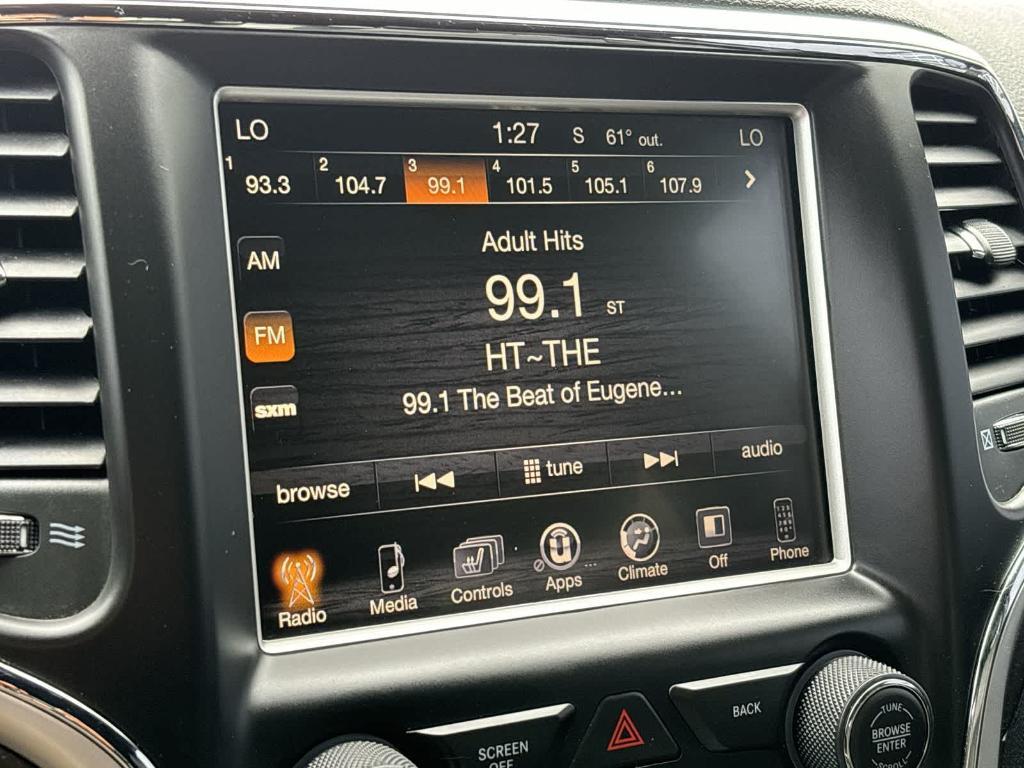 LO 1:27 S 61° out. LO
1 93.3 2 104.7 3 99.1 4 101.5 5 105.1 6 107.9
Adult Hits
AM
99.1 ST
FM
HT~THE
99.1 The Beat of Eugene...
sxm
browse tune audio
Radio Media Controls Apps Climate Off Phone
SCREEN
OFF
BACK
TUNE
BROWSE
ENTER
SCROLL